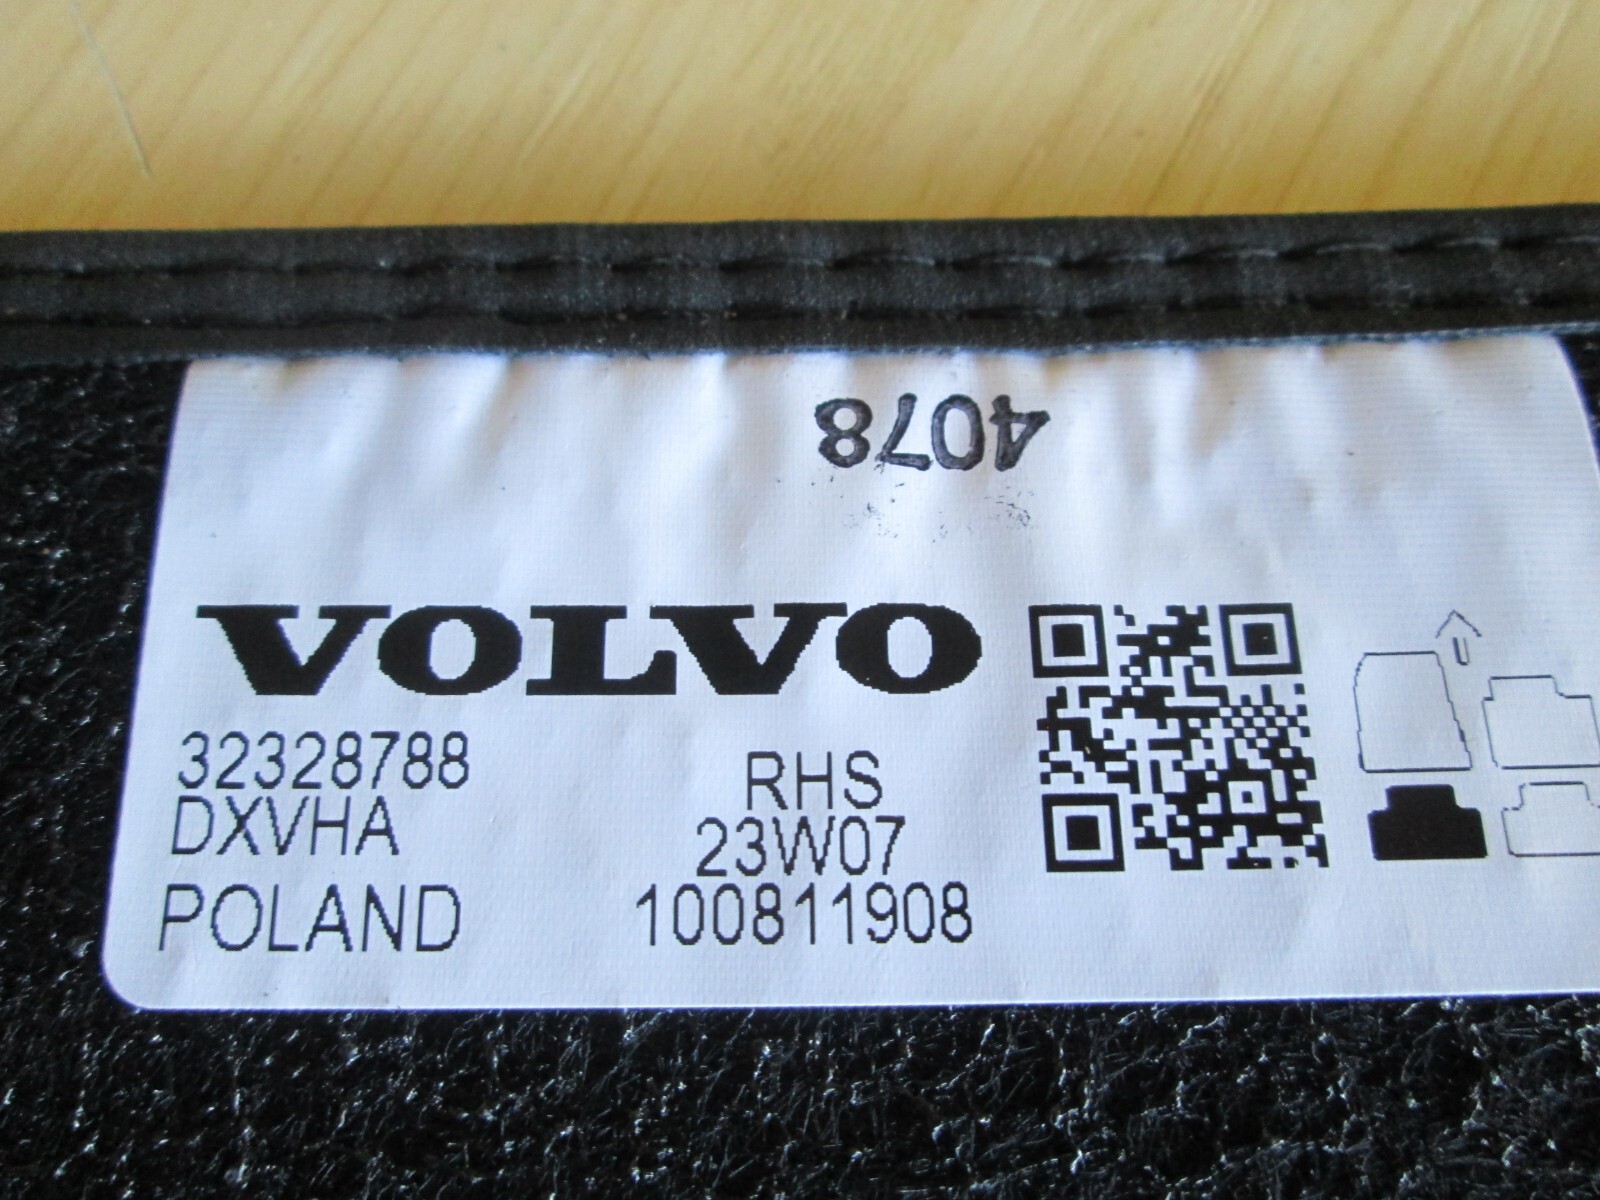 4078
VOLVO
32328788 RHS
DXVHA 23W07
POLAND 100811908